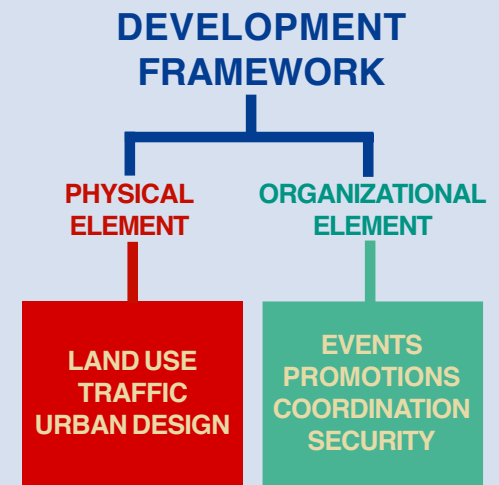 DEVELOPMENT
FRAMEWORK
PHYSICAL
ELEMENT
ORGANIZATIONAL
ELEMENT
LAND USE
TRAFFIC
URBAN DESIGN
EVENTS
PROMOTIONS
COORDINATION
SECURITY